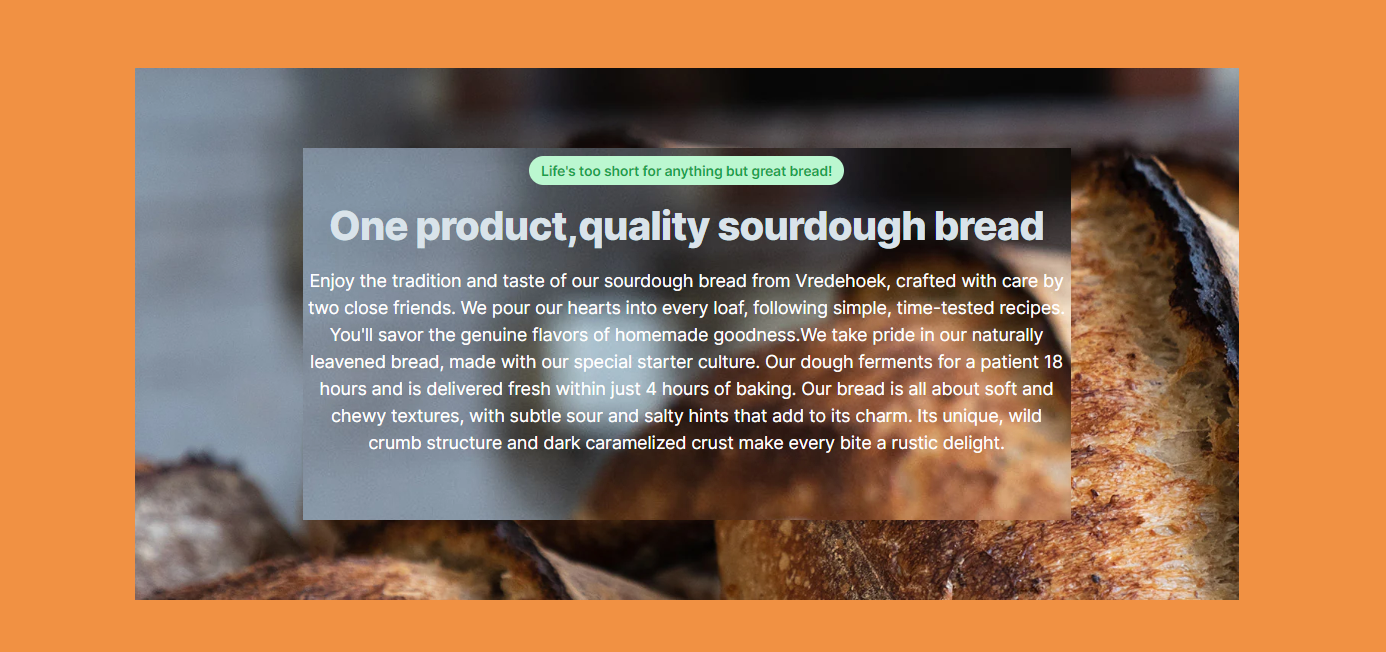 Life's too short for anything but great bread!
One product,quality sourdough bread
Enjoy the tradition and taste of our sourdough bread from Vredehoek, crafted with care by
two close friends. We pour our hearts into every loaf, following simple, time-tested recipes.
You'll savor the genuine flavors of homemade goodness.We take pride in our naturally
leavened bread, made with our special starter culture. Our dough ferments for a patient 18
hours and is delivered fresh within just 4 hours of baking. Our bread is all about soft and
chewy textures, with subtle sour and salty hints that add to its charm. Its unique, wild
crumb structure and dark caramelized crust make every bite a rustic delight.